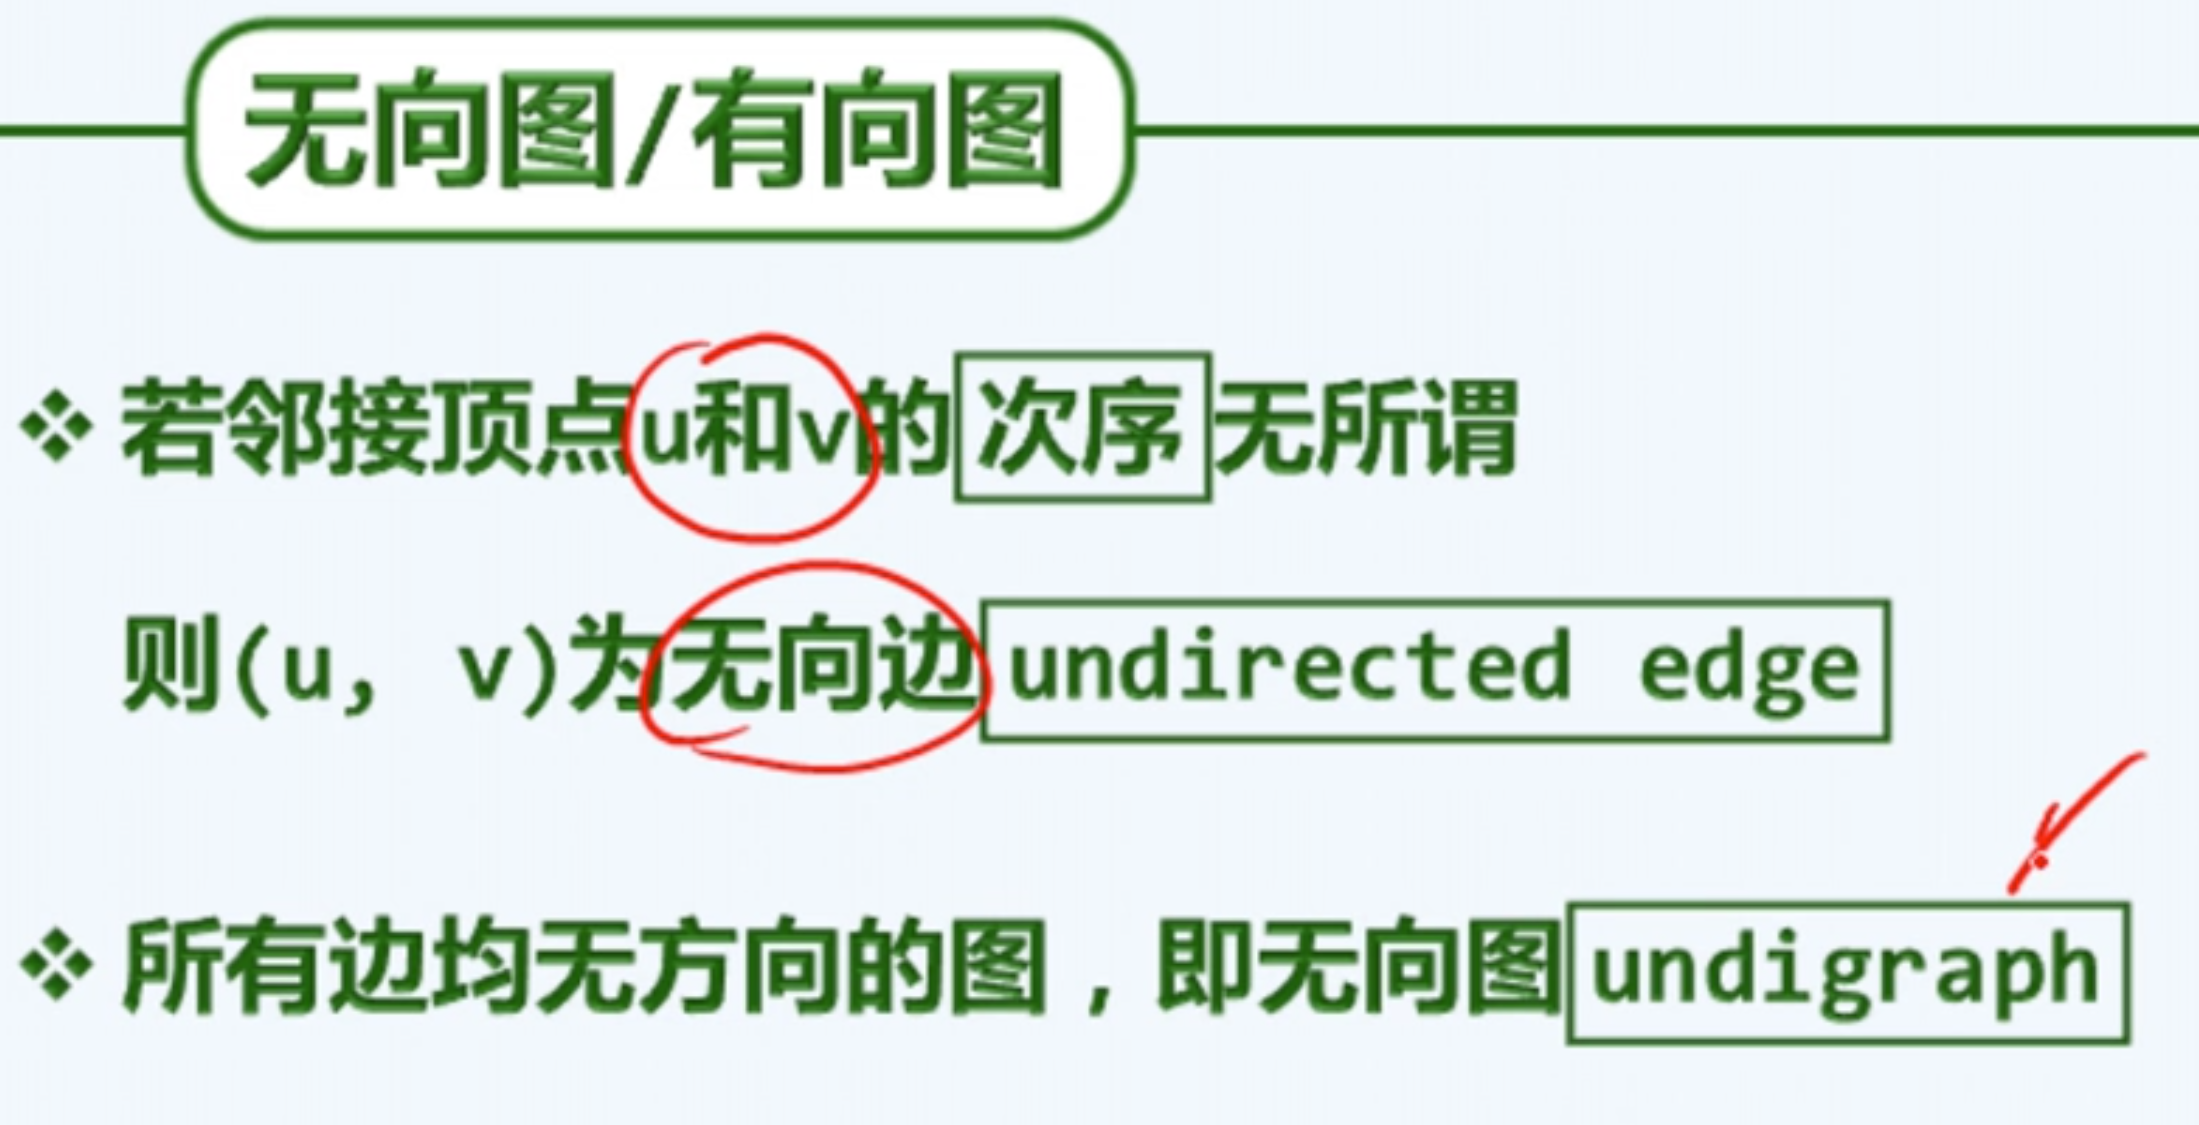 无向图/有向图
❖ 若邻接顶点u和v的次序无所谓
则(u, v)为无向边undirected edge
❖ 所有边均无方向的图，即无向图undigraph